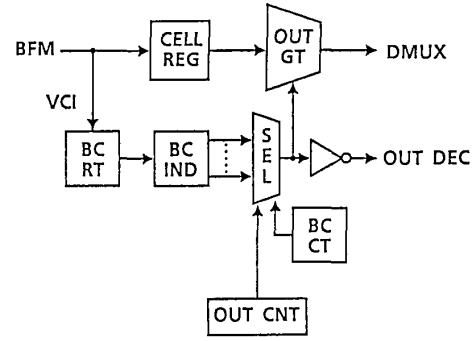 BFM
CELL
REG
OUT
GT
DMUX
VCI
BC
RT
BC
IND
S
E
L
OUT DEC
BC
CT
OUT CNT